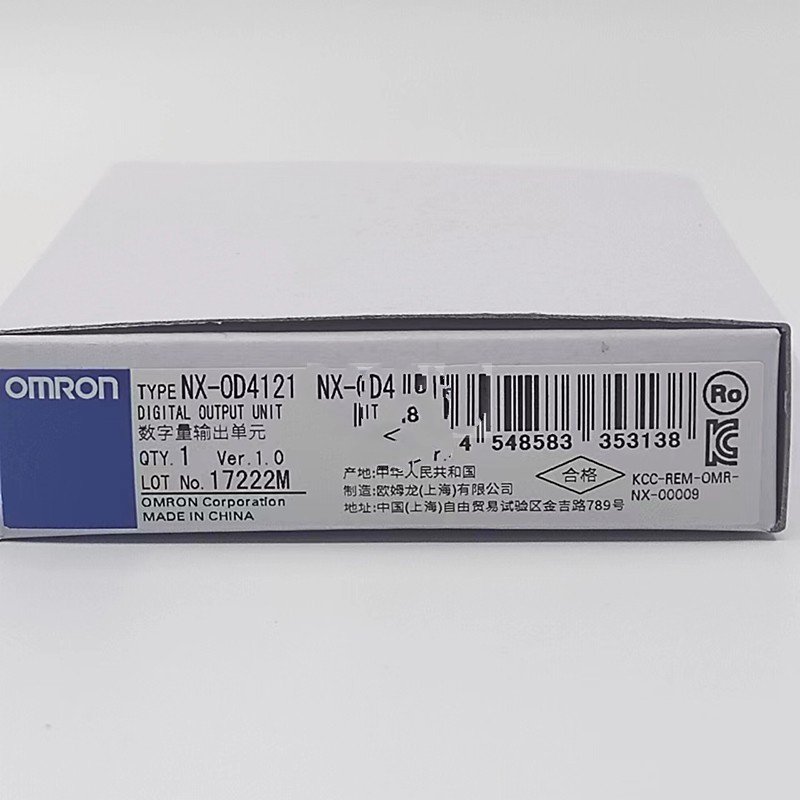 OMRON
TYPE NX-OD4121
DIGITAL OUTPUT UNIT
数字量输出单元
QTY. 1 Ver.1.0
LOT No. 17222M
OMRON Corporation
MADE IN CHINA
4 548583 353138
产地:中华人民共和国
制造:欧姆龙(上海)有限公司
地址:中国(上海)自由贸易试验区金吉路789号
合格
Ro
KCC-REM-OMR-
NX-00009